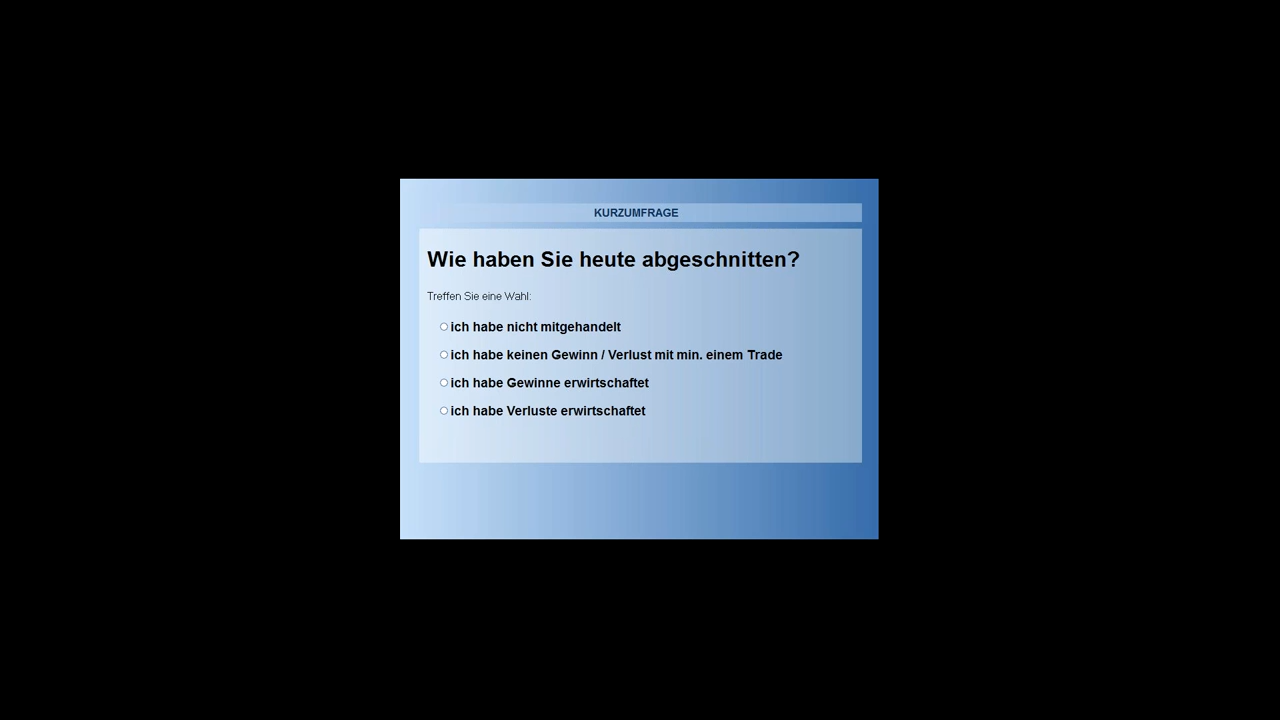 KURZUMFRAGE
Wie haben Sie heute abgeschnitten?
Treffen Sie eine Wahl:
ich habe nicht mitgehandelt
ich habe keinen Gewinn / Verlust mit min. einem Trade
ich habe Gewinne erwirtschaftet
ich habe Verluste erwirtschaftet